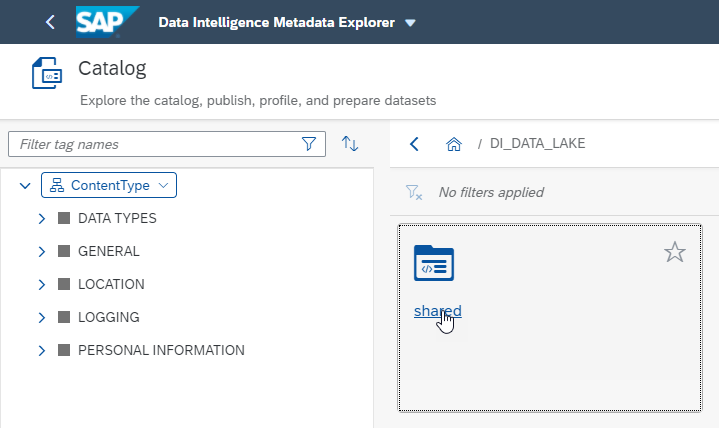 SAP Data Intelligence Metadata Explorer
Catalog
Explore the catalog, publish, profile, and prepare datasets
Filter tag names
/ DI_DATA_LAKE
ContentType
No filters applied
DATA TYPES
GENERAL
LOCATION
LOGGING
PERSONAL INFORMATION
shared